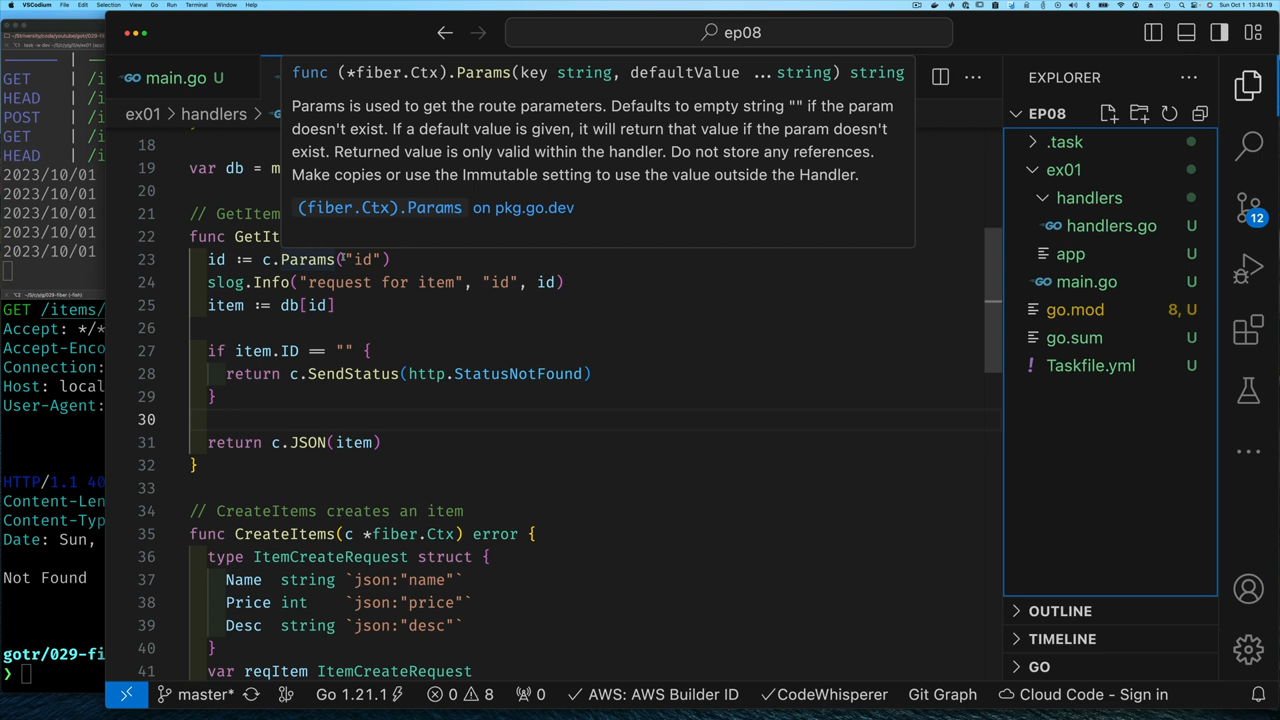 VSCodium File Edit Selection View Go Run Terminal Window Help
Sun Oct 1 13:43:19
ep08
main.go U
ex01 > handlers >
func (*fiber.Ctx).Params(key string, defaultValue ...string) string
Params is used to get the route parameters. Defaults to empty string "" if the param
doesn't exist. If a default value is given, it will return that value if the param doesn't
exist. Returned value is only valid within the handler. Do not store any references.
Make copies or use the Immutable setting to use the value outside the Handler.
(fiber.Ctx).Params on pkg.go.dev
18
19 var db = m
20
21 // GetItem
22 func GetIt
23 id := c.Params("id")
24 slog.Info("request for item", "id", id)
25 item := db[id]
26
27 if item.ID == "" {
28 return c.SendStatus(http.StatusNotFound)
29 }
30
31 return c.JSON(item)
32 }
33
34 // CreateItems creates an item
35 func CreateItems(c *fiber.Ctx) error {
36 type ItemCreateRequest struct {
37 Name string `json:"name"`
38 Price int `json:"price"`
39 Desc string `json:"desc"`
40 }
41 var reqItem ItemCreateRequest
EXPLORER
EP08
.task
ex01
handlers
handlers.go U
app
main.go U
go.mod 8, U
go.sum U
Taskfile.yml U
OUTLINE
TIMELINE
GO
12
GET | /i
HEAD | /i
POST | /i
GET | /i
HEAD | /i
2023/10/01
2023/10/01
2023/10/01
2023/10/01
2023/10/01
GET /items/
Accept: */*
Accept-Enco
Connection:
Host: local
User-Agent:
HTTP/1.1 40
Content-Len
Content-Typ
Date: Sun,
Not Found
gotr/029-fi
❯
master* Go 1.21.1 0 8 0 AWS: AWS Builder ID CodeWhisperer Git Graph Cloud Code - Sign in